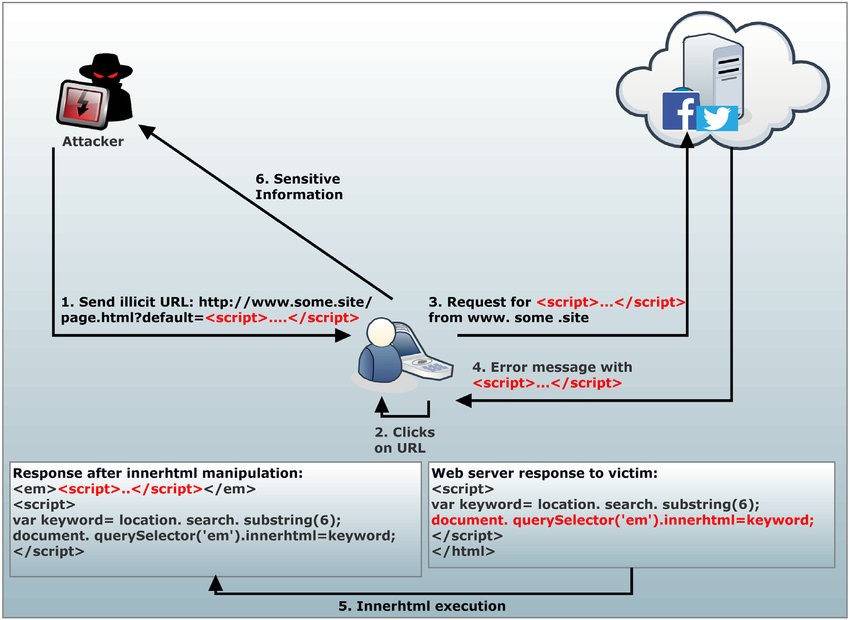 Attacker
f
6. Sensitive
Information
1. Send illicit URL: http://www.some.site/
page.html?default=<script>....</script>
3. Request for <script>...</script>
from www. some .site
4. Error message with
<script>...</script>
2. Clicks
on URL
Response after innerhtml manipulation:
<em><script>..</script></em>
<script>
var keyword= location. search. substring(6);
document. querySelector('em').innerhtml=keyword;
</script>
Web server response to victim:
<script>
var keyword= location. search. substring(6);
document. querySelector('em').innerhtml=keyword;
</script>
</html>
5. Innerhtml execution